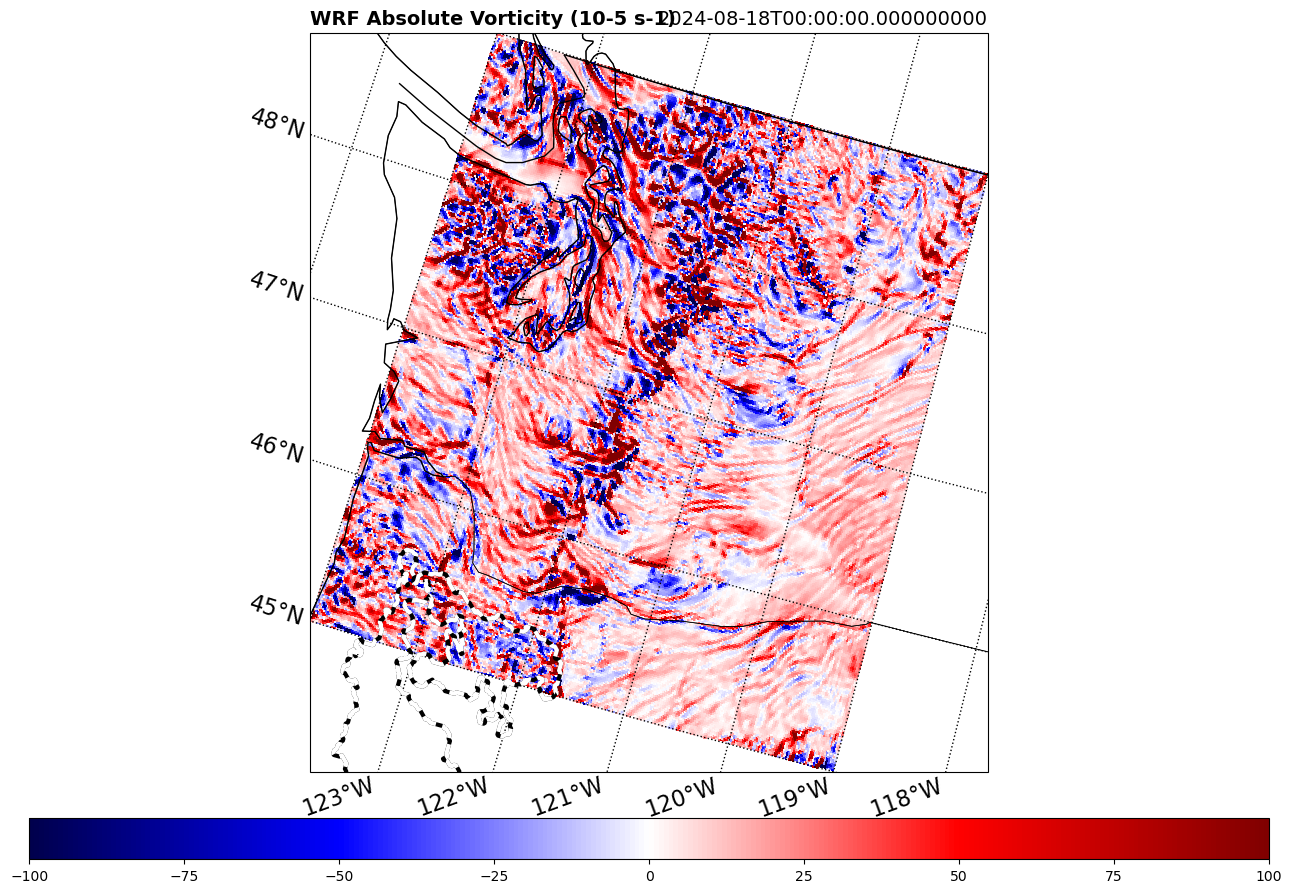 WRF Absolute Vorticity (10-5 s-1)
2024-08-18T00:00:00.000000000
48°N
47°N
46°N
45°N
123°W 122°W 121°W 120°W 119°W 118°W
−100 −75 −50 −25 0 25 50 75 100